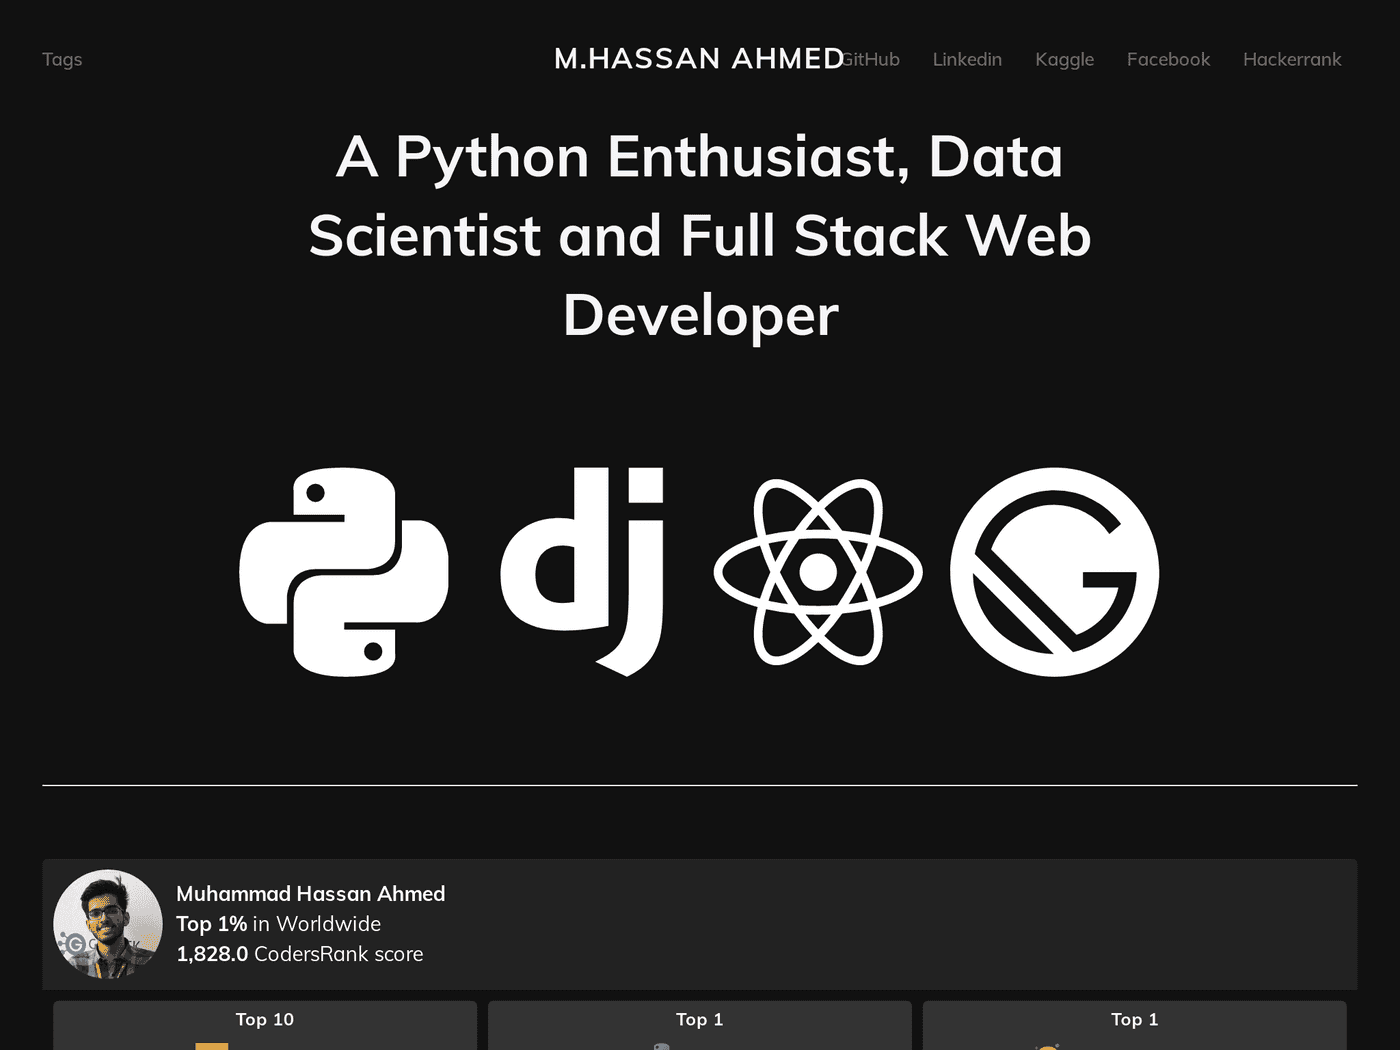 Tags
M.HASSAN AHMED
GitHub Linkedin Kaggle Facebook Hackerrank
A Python Enthusiast, Data
Scientist and Full Stack Web
Developer
dj
Muhammad Hassan Ahmed
Top 1% in Worldwide
1,828.0 CodersRank score
Top 10
Top 1
Top 1